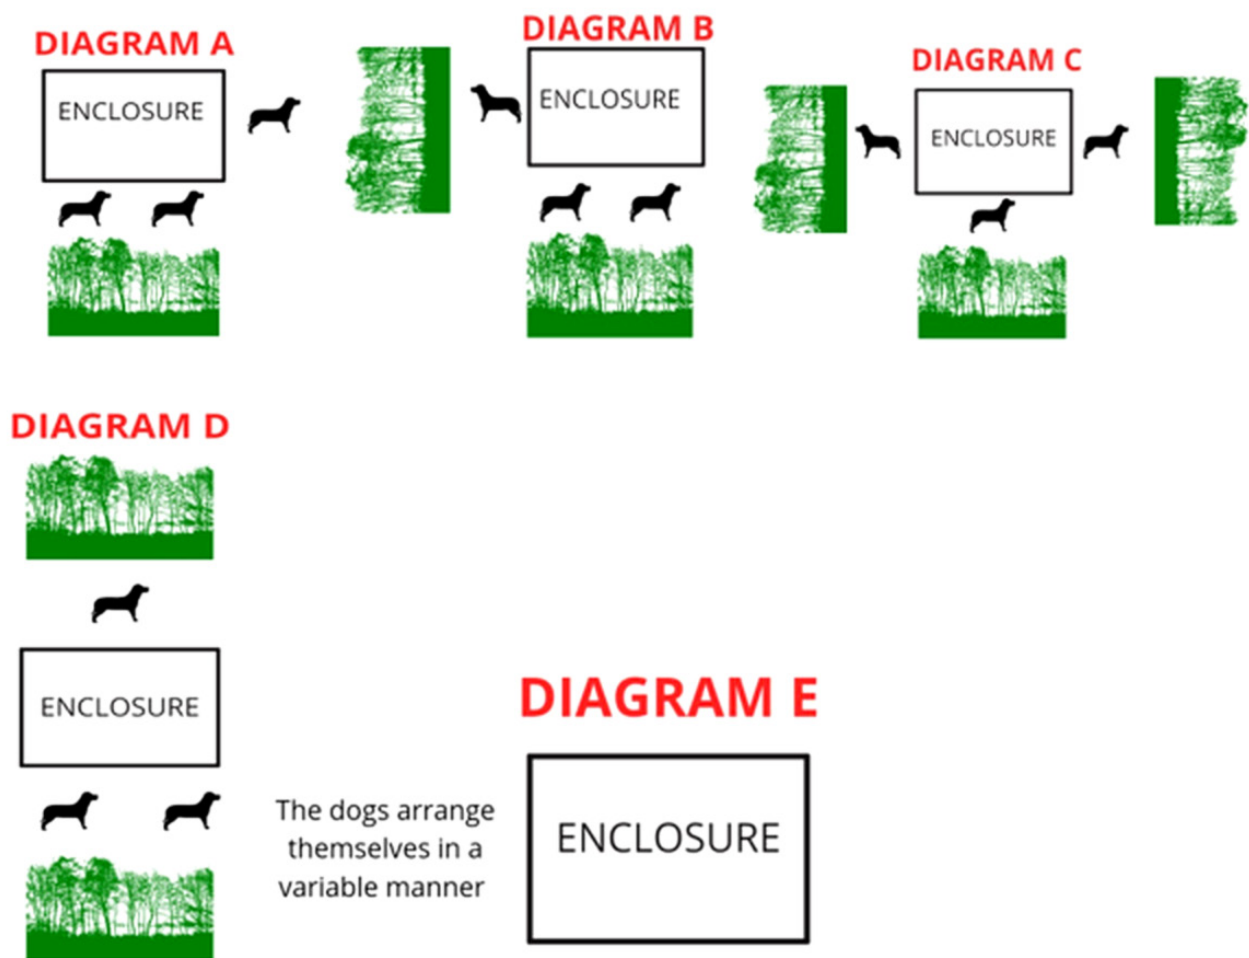 DIAGRAM A
ENCLOSURE
DIAGRAM B
ENCLOSURE
DIAGRAM C
ENCLOSURE
DIAGRAM D
ENCLOSURE
The dogs arrange
themselves in a
variable manner
DIAGRAM E
ENCLOSURE